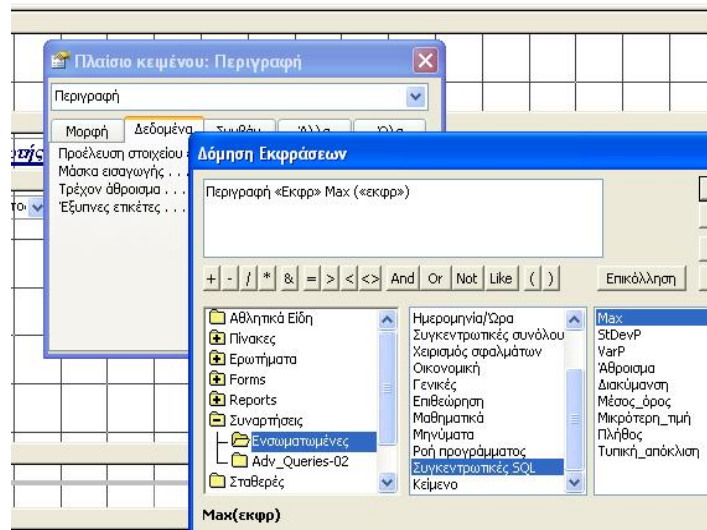 Πλαίσιο κειμένου: Περιγραφή
Περιγραφή
Μορφή Δεδομένα Συμβάν Άλλα Όλα
Προέλευση στοιχείου
Μάσκα εισαγωγής . . .
Τρέχον άθροισμα . . .
Έξυπνες ετικέτες . . .
Δόμηση Εκφράσεων
Περιγραφή «Εκφρ» Max («εκφρ»)
+ - / * & = > < <> And Or Not Like ( ) Επικόλληση
Αθλητικά Είδη
Πίνακες
Ερωτήματα
Forms
Reports
Συναρτήσεις
Ενσωματωμένες
Adv_Queries-02
Σταθερές
Ημερομηνία/Ώρα
Συγκεντρωτικές συνόλου
Χειρισμός σφαλμάτων
Οικονομική
Γενικές
Επιθεώρηση
Μαθηματικά
Μηνύματα
Ροή προγράμματος
Συγκεντρωτικές SQL
Κείμενο
Max
StDevP
VarP
Άθροισμα
Διακύμανση
Μέσος_όρος
Μικρότερη_τιμή
Πλήθος
Τυπική_απόκλιση
Max(εκφρ)